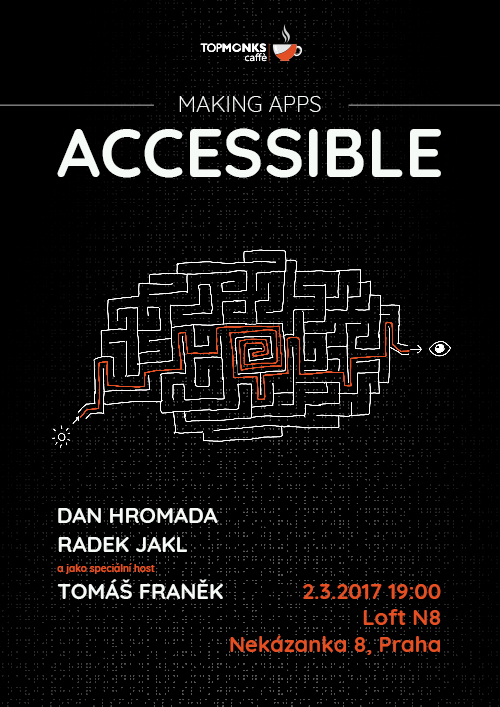 TOPMONKS
caffè
MAKING APPS
ACCESSIBLE
DAN HROMADA
RADEK JAKL
a jako speciální host
TOMÁŠ FRANĚK
2.3.2017 19:00
Loft N8
Nekázanka 8, Praha